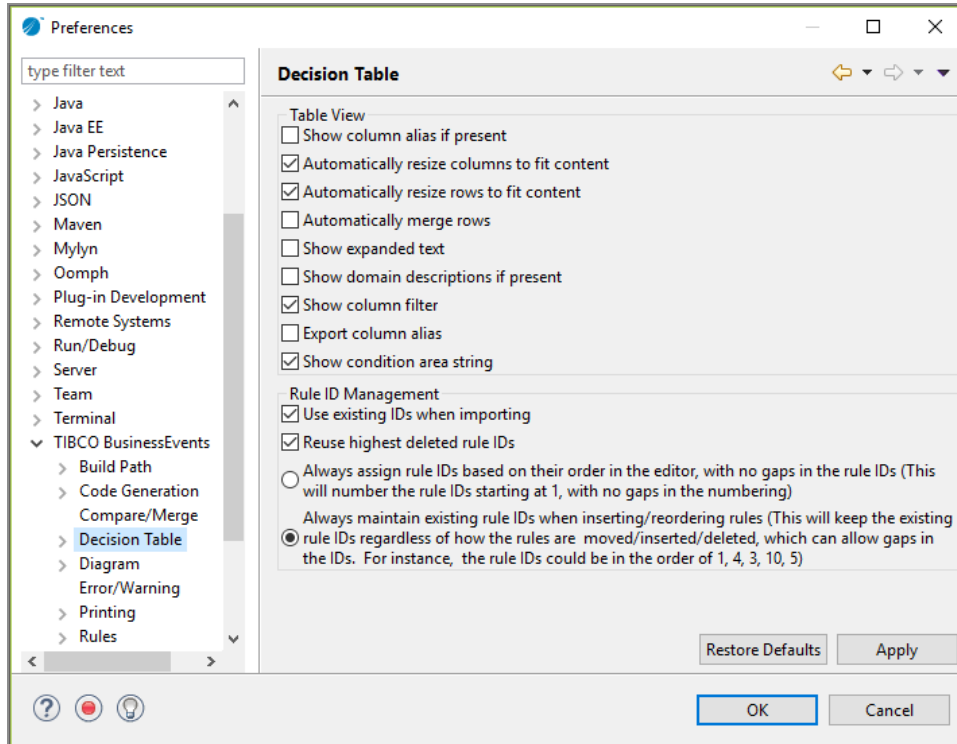 Preferences
type filter text
Java
Java EE
Java Persistence
JavaScript
JSON
Maven
Mylyn
Oomph
Plug-in Development
Remote Systems
Run/Debug
Server
Team
Terminal
TIBCO BusinessEvents
Build Path
Code Generation
Compare/Merge
Decision Table
Diagram
Error/Warning
Printing
Rules
Decision Table
Table View
Show column alias if present
Automatically resize columns to fit content
Automatically resize rows to fit content
Automatically merge rows
Show expanded text
Show domain descriptions if present
Show column filter
Export column alias
Show condition area string
Rule ID Management
Use existing IDs when importing
Reuse highest deleted rule IDs
Always assign rule IDs based on their order in the editor, with no gaps in the rule IDs (This
will number the rule IDs starting at 1, with no gaps in the numbering)
Always maintain existing rule IDs when inserting/reordering rules (This will keep the existing
rule IDs regardless of how the rules are moved/inserted/deleted, which can allow gaps in
the IDs. For instance, the rule IDs could be in the order of 1, 4, 3, 10, 5)
Restore Defaults
Apply
OK
Cancel